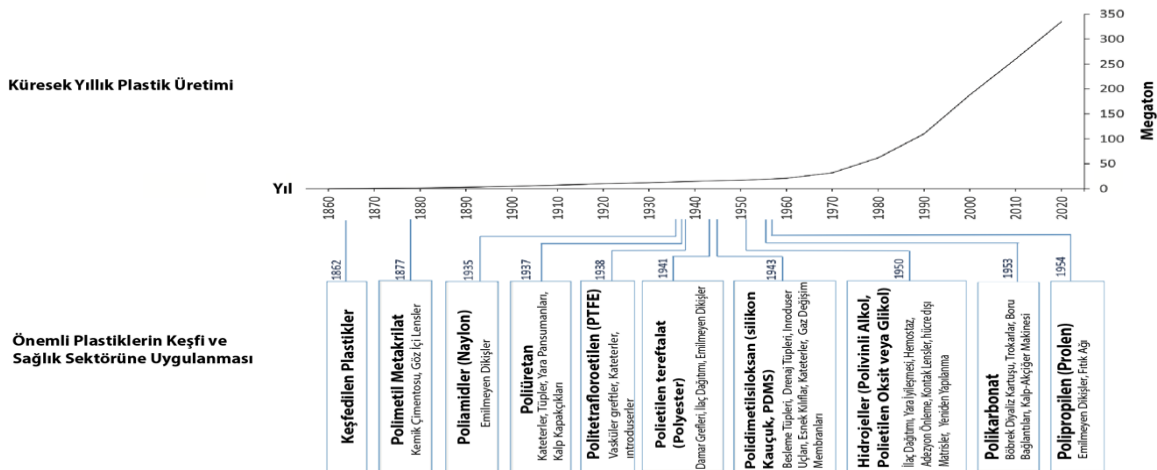 Küresek Yıllık Plastik Üretimi
350
300
250
200
150
100
50
0
Megaton
Yıl
1860
1870
1880
1890
1900
1910
1920
1930
1940
1950
1960
1970
1980
1990
2000
2010
2020
Önemli Plastiklerin Keşfi ve
Sağlık Sektörüne Uygulanması
1862
Keşfedilen Plastikler
1877
Polimetil Metakrilat
Kemik Çimentosu, Göz İçi Lensler
1935
Poliamidler (Naylon)
Emilmeyen Dikişler
1937
Poliüretan
Kateterler, Tüpler, Yara Pansumanları,
Kalp Kapakçıkları
1938
Politetrafloroetilen (PTFE)
Vasküler greftler, Kateterler,
ıntroduserler
1941
Polietilen tereftalat
(Polyester)
Damar Grefleri, İlaç Dağıtımı, Emilmeyen Dikişler
1943
Polidimetilsiloksan (silikon
Kauçuk, PDMS)
Besleme Tüpleri, Drenaj Tüpleri, Inroduser
Uçları, Esnek Kılıflar, Kateterler, Gaz Değişim
Membranları
1950
Hidrojeller (Polivinli Alkol,
Polietilen Oksit veya Glikol)
İlaç Dağıtımı, Yara İyileşmesi, Hemostaz,
Adezyon Önleme, Kontak Lensler, hücre dışı
Matrisler, Yeniden Yapılanma
1953
Polikarbonat
Böbrek Diyaliz Kartuşu, Trokarlar, Boru
Bağlantıları, Kalp-Akçiğer Makinesi
1954
Polipropilen (Prolen)
Emilmeyen Dikişler, Fıtık Ağı